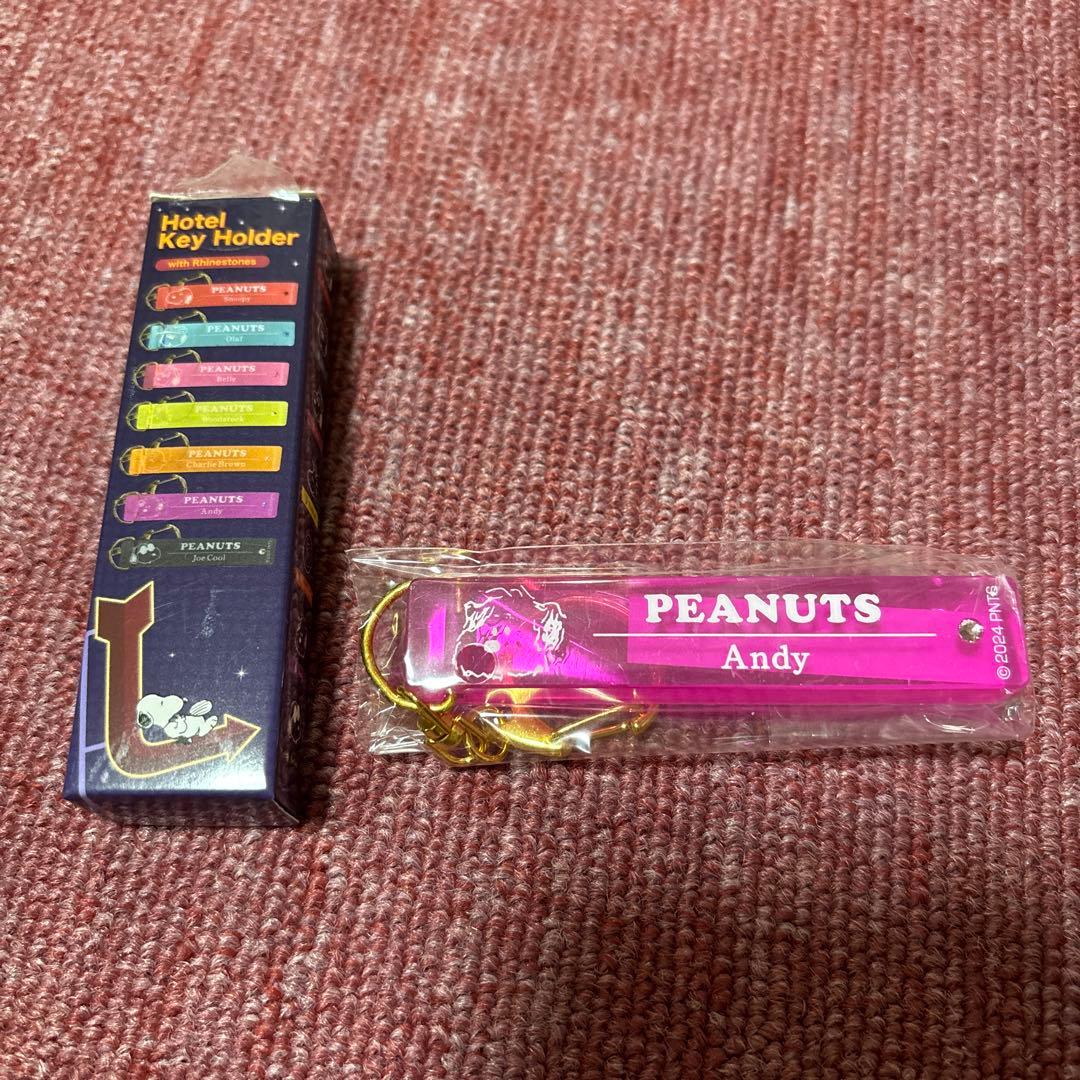 Hotel
Key Holder
with Rhinestones
PEANUTS
Snoopy
PEANUTS
Olaf
PEANUTS
Belle
PEANUTS
Woodstock
PEANUTS
Charlie Brown
PEANUTS
Andy
PEANUTS
Joe Cool
PEANUTS
Andy
© 2024 PNTS